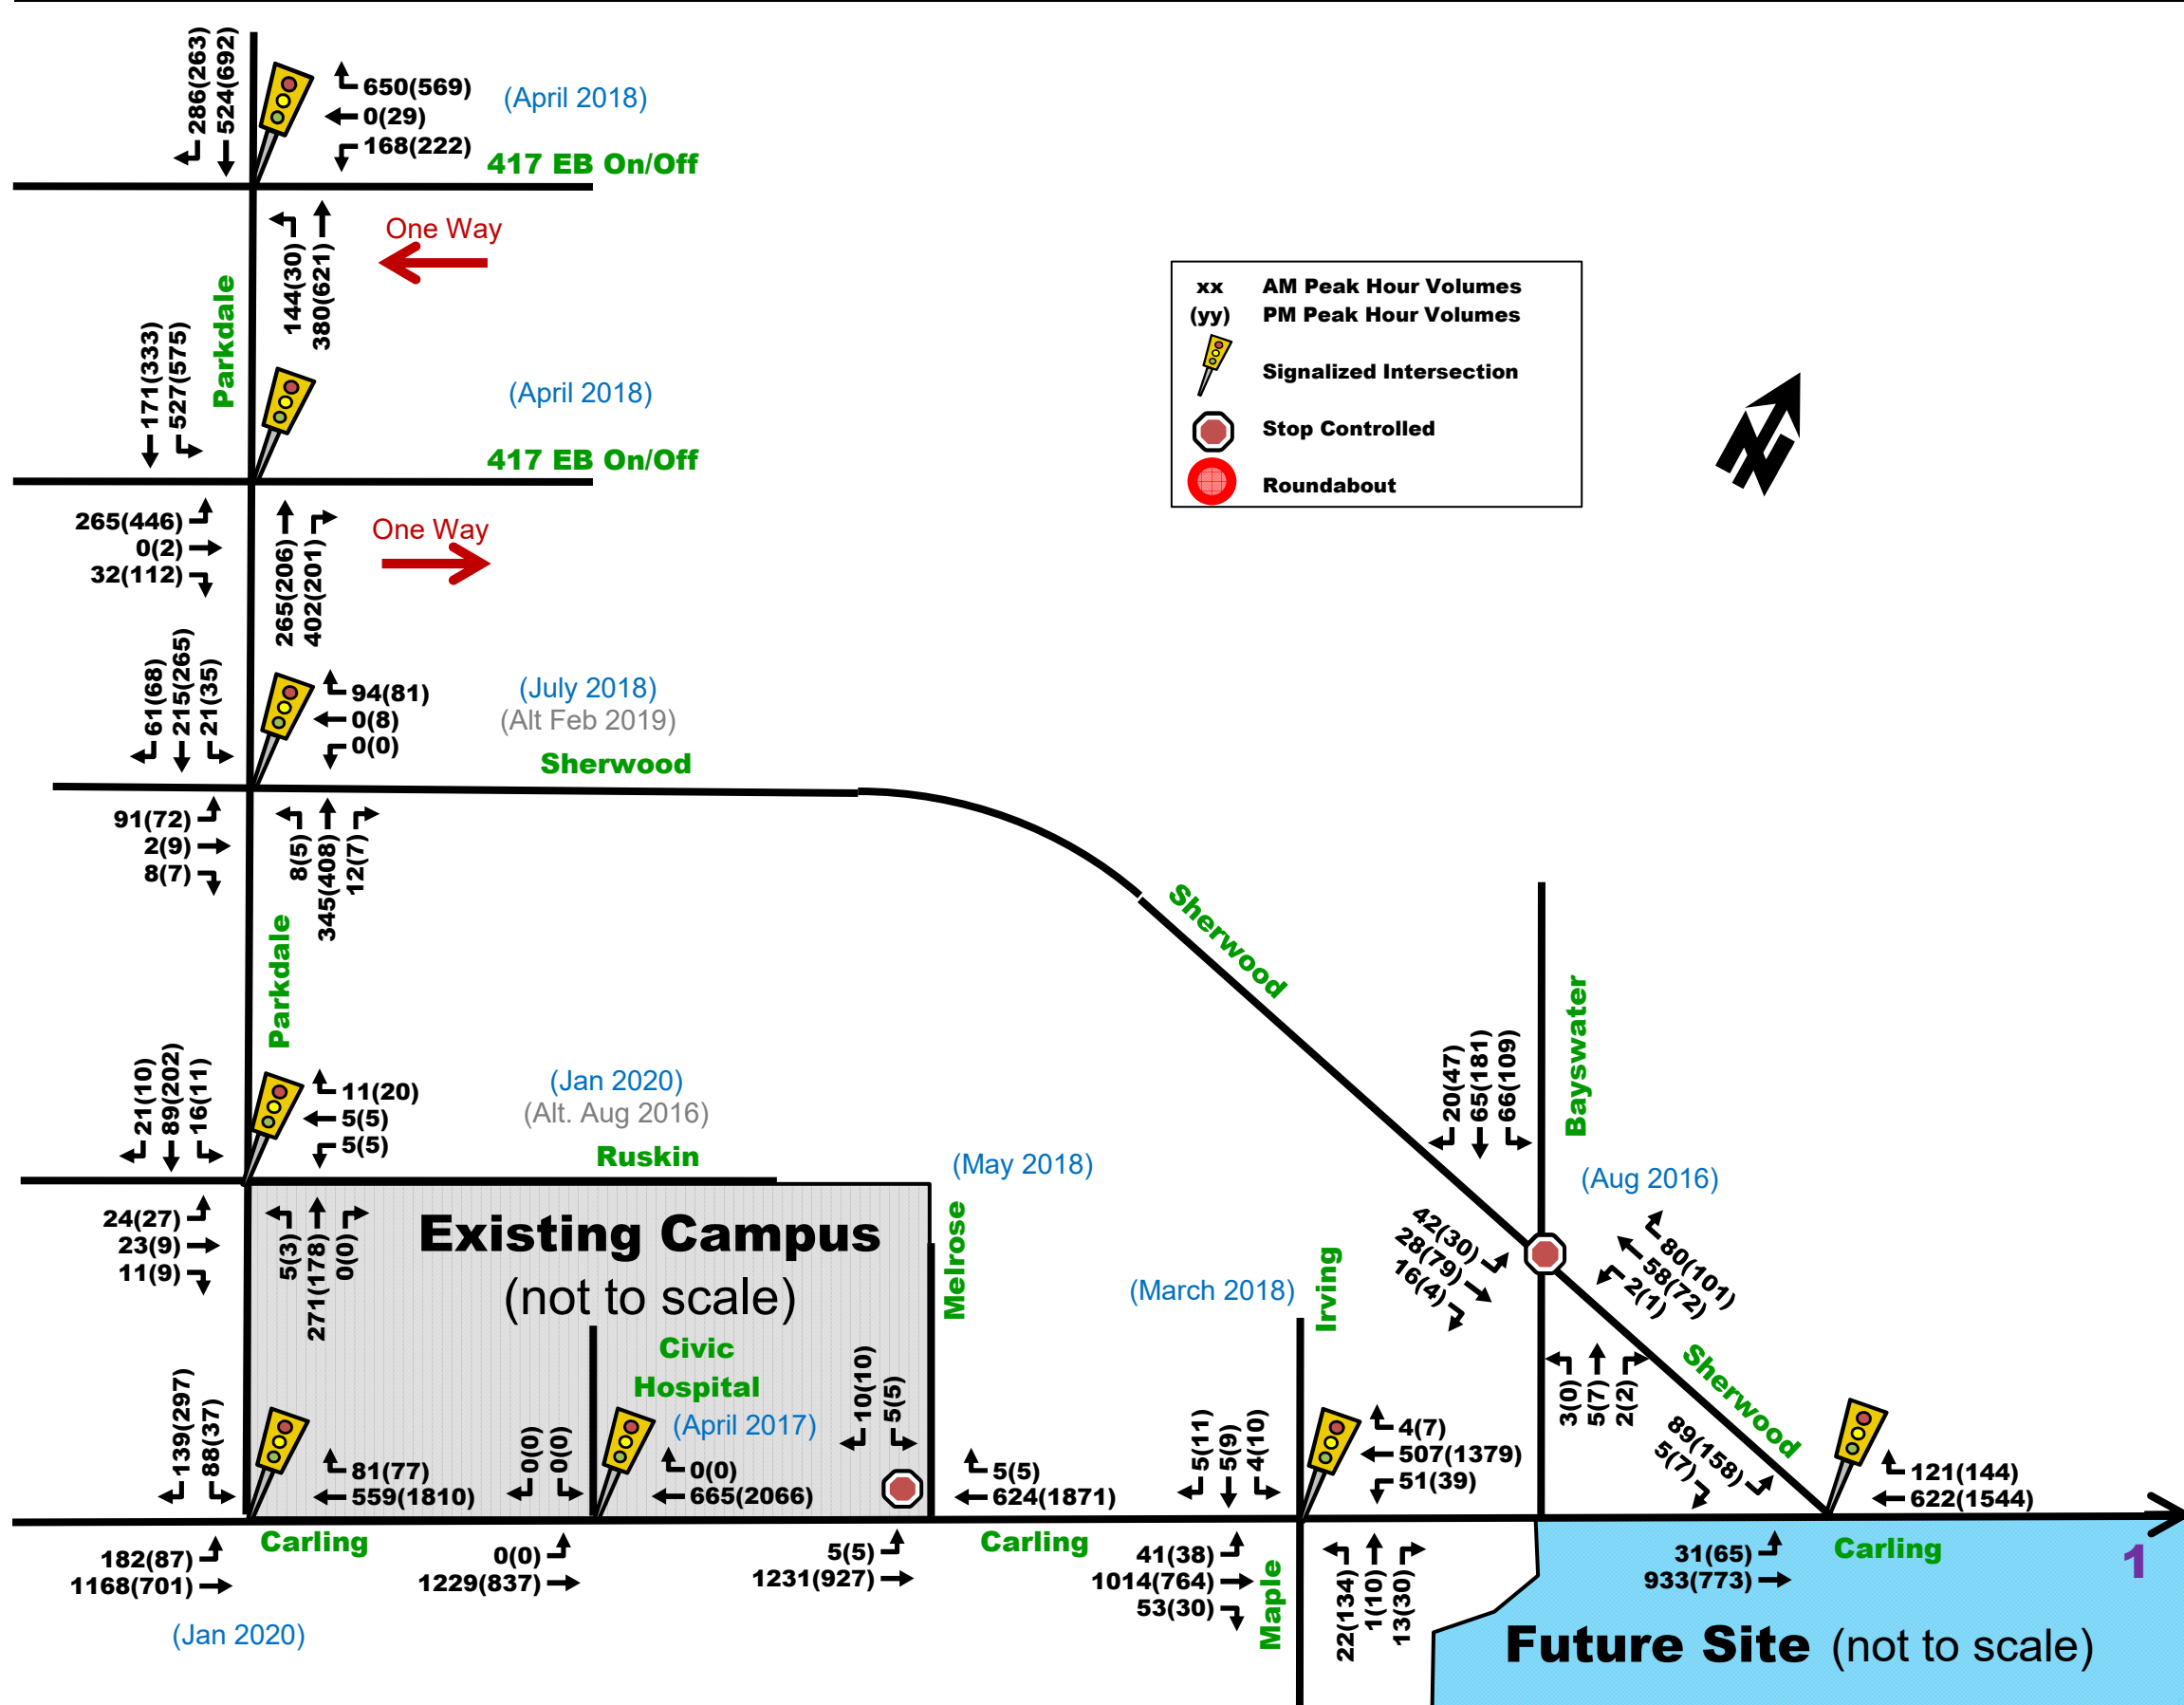 286(263)
524(692)
650(569)
0(29)
168(222)
(April 2018)
417 EB On/Off
144(30)
380(621)
One Way
Parkdale
171(333)
527(575)
(April 2018)
417 EB On/Off
265(446)
0(2)
32(112)
265(206)
402(201)
One Way
xx AM Peak Hour Volumes
(yy) PM Peak Hour Volumes
Signalized Intersection
Stop Controlled
Roundabout
N
61(68)
215(265)
21(35)
94(81)
0(8)
0(0)
(July 2018)
(Alt Feb 2019)
Sherwood
91(72)
2(9)
8(7)
8(5)
345(408)
12(7)
Parkdale
Sherwood
21(10)
89(202)
16(11)
11(20)
5(5)
5(5)
(Jan 2020)
(Alt. Aug 2016)
Ruskin
24(27)
23(9)
11(9)
5(3)
271(178)
0(0)
Existing Campus
(not to scale)
(May 2018)
Melrose
Civic
Hospital
(April 2017)
139(297)
88(37)
81(77)
559(1810)
0(0)
0(0)
0(0)
665(2066)
10(10)
5(5)
5(5)
624(1871)
Carling
182(87)
1168(701)
(Jan 2020)
0(0)
1229(837)
5(5)
1231(927)
Carling
(March 2018)
Irving
5(11)
5(9)
4(10)
4(7)
507(1379)
51(39)
41(38)
1014(764)
53(30)
Maple
22(134)
1(10)
13(30)
20(47)
65(181)
66(109)
Bayswater
(Aug 2016)
42(30)
28(79)
16(4)
80(101)
58(72)
2(1)
3(0)
5(7)
2(2)
Sherwood
89(158)
5(7)
121(144)
622(1544)
31(65)
933(773)
Carling
1
Future Site (not to scale)